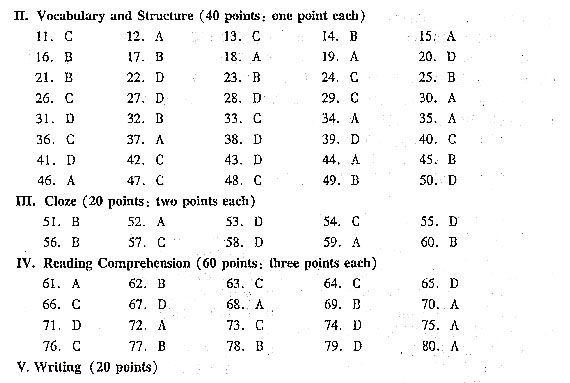 II. Vocabulary and Structure (40 points; one point each)
11. C 12. A 13. C 14. B 15. A
16. B 17. B 18. A 19. A 20. D
21. B 22. D 23. B 24. C 25. B
26. C 27. D 28. D 29. C 30. A
31. D 32. B 33. C 34. A 35. A
36. C 37. A 38. D 39. D 40. C
41. D 42. C 43. D 44. A 45. B
46. A 47. C 48. C 49. B 50. D
III. Cloze (20 points; two points each)
51. B 52. A 53. D 54. C 55. D
56. B 57. C 58. D 59. A 60. B
IV. Reading Comprehension (60 points; three points each)
61. A 62. B 63. C 64. C 65. D
66. C 67. D 68. A 69. B 70. A
71. D 72. A 73. C 74. D 75. A
76. C 77. B 78. B 79. D 80. A
V. Writing (20 points)